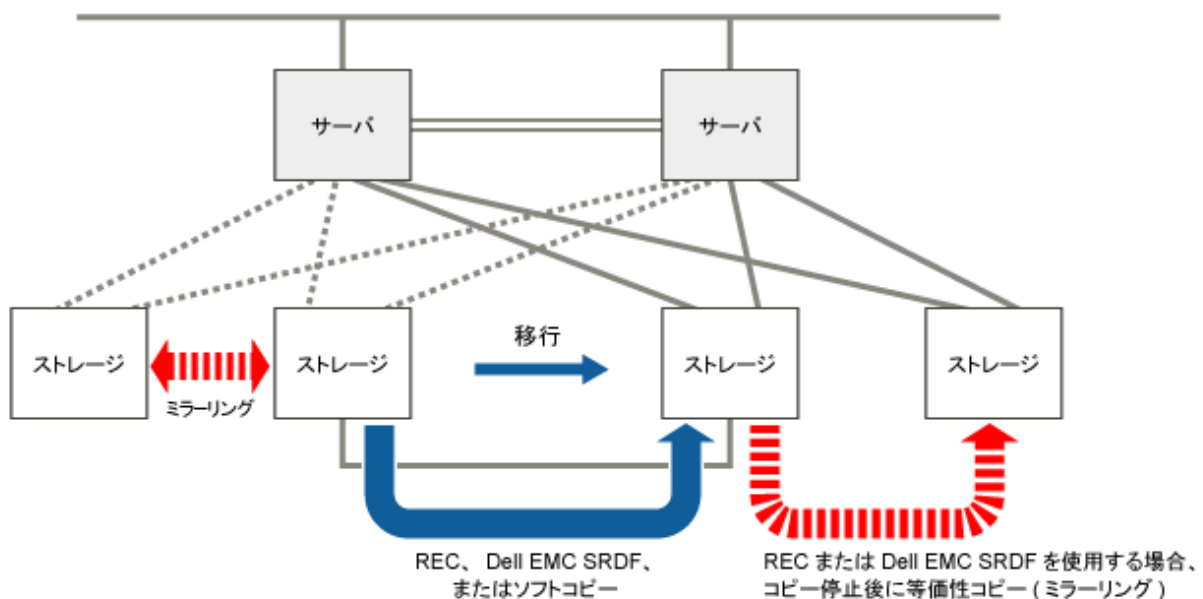 サーバ
サーバ
ストレージ
ミラーリング
ストレージ
移行
ストレージ
ストレージ
REC、 Dell EMC SRDF、
またはソフトコピー
REC または Dell EMC SRDF を使用する場合、
コピー停止後に等価性コピー ( ミラーリング )